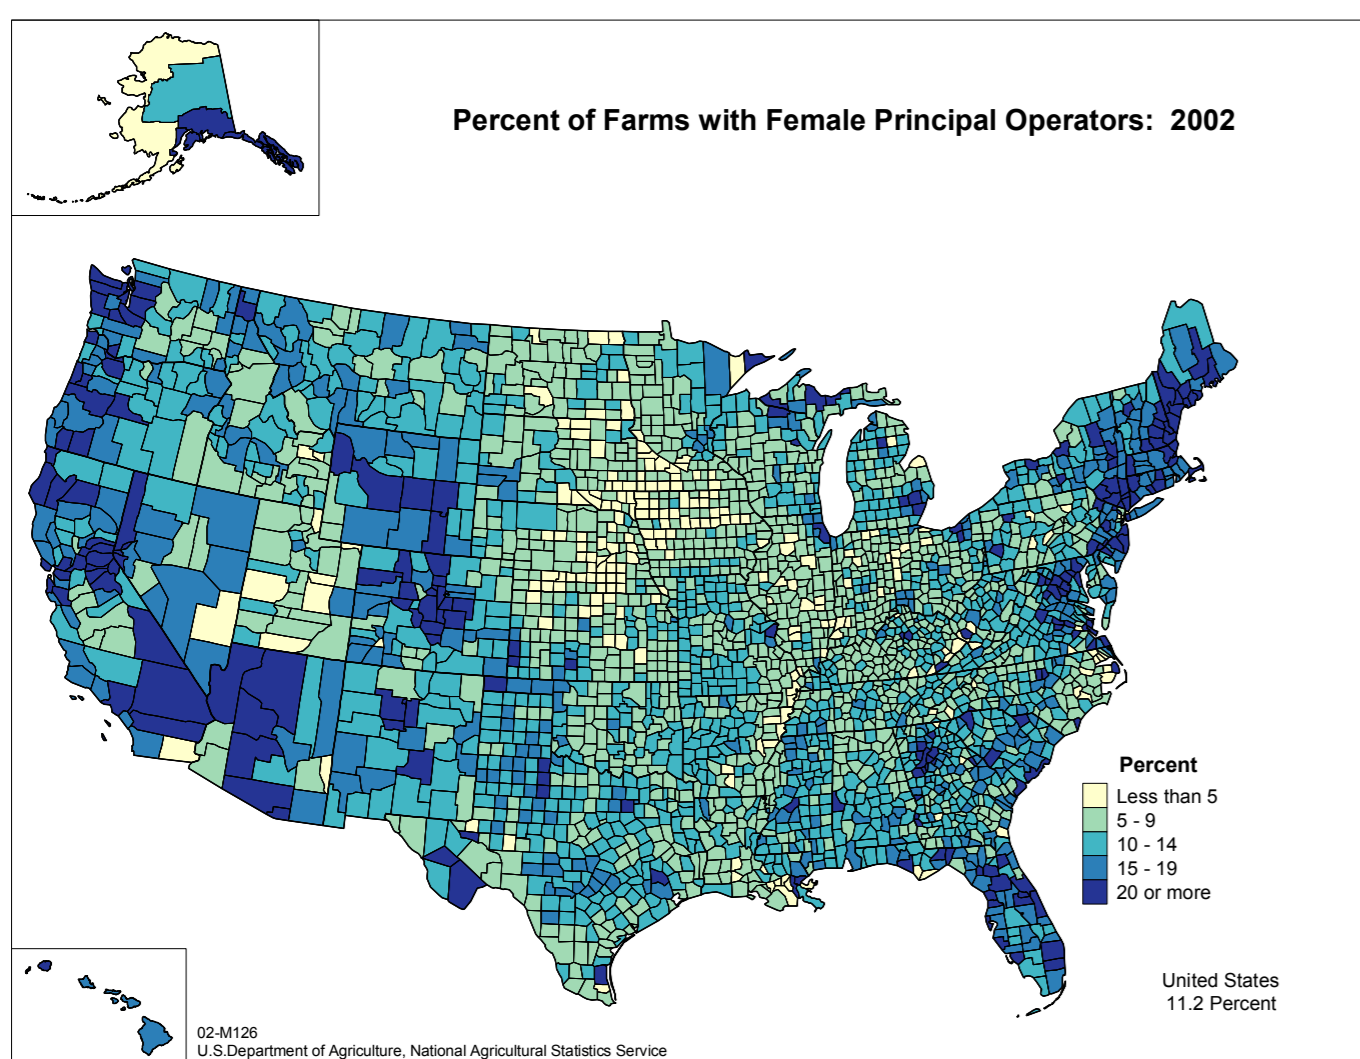 Percent of Farms with Female Principal Operators:  2002
Percent
Less than 5
5 - 9
10 - 14
15 - 19
20 or more
United States
11.2 Percent
02-M126
U.S.Department of Agriculture, National Agricultural Statistics Service